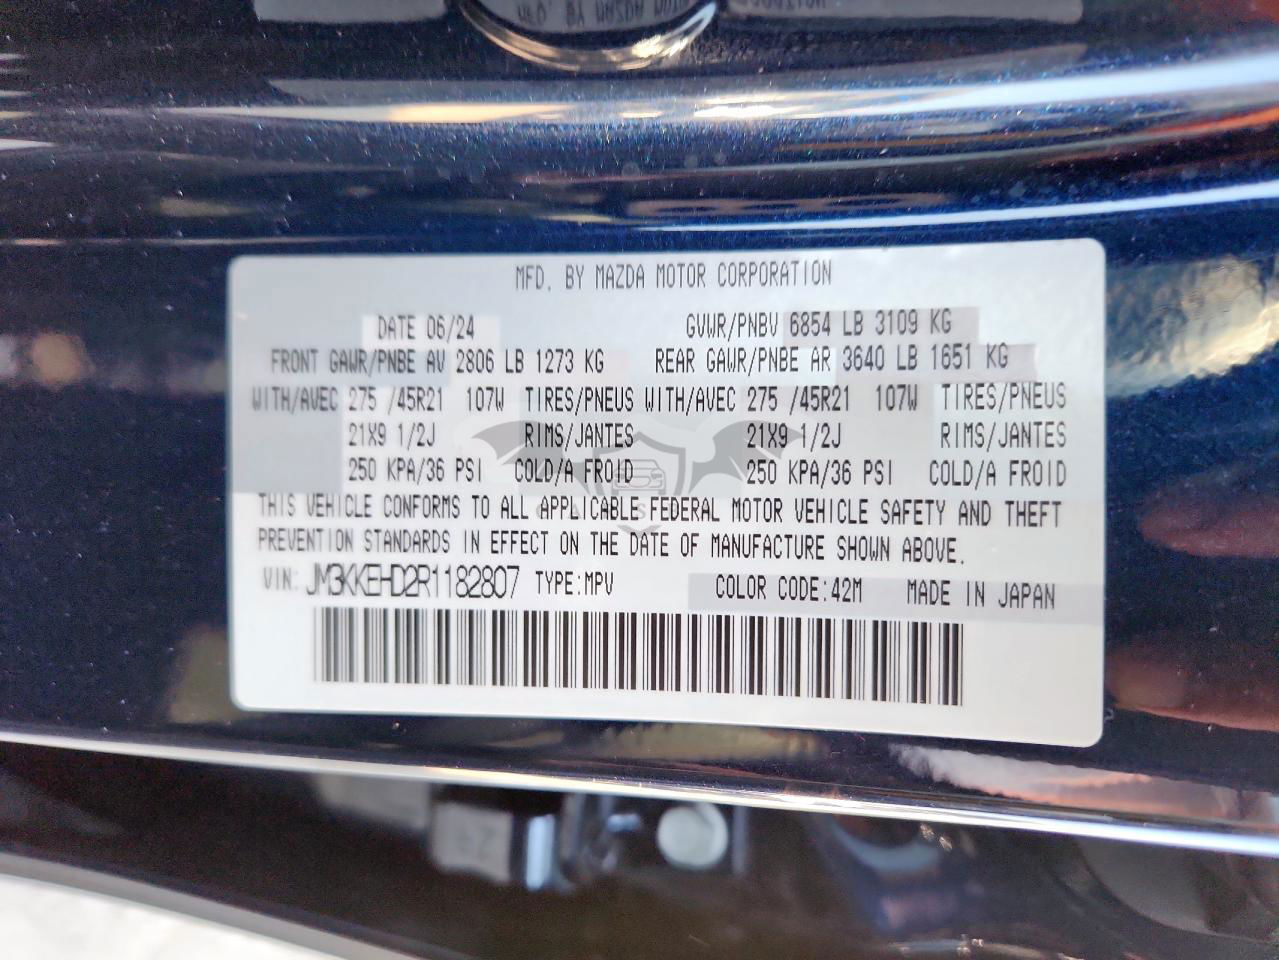 MFD. BY MAZDA MOTOR CORPORATION
DATE 06/24 GVWR/PNBV 6854 LB 3109 KG
FRONT GAWR/PNBE AV 2806 LB 1273 KG REAR GAWR/PNBE AR 3640 LB 1651 KG
WITH/AVEC 275 /45R21 107W TIRES/PNEUS WITH/AVEC 275 /45R21 107W TIRES/PNEUS
21X9 1/2J RIMS/JANTES 21X9 1/2J RIMS/JANTES
250 KPA/36 PSI COLD/A FROID 250 KPA/36 PSI COLD/A FROID
THIS VEHICLE CONFORMS TO ALL APPLICABLE FEDERAL MOTOR VEHICLE SAFETY AND THEFT
PREVENTION STANDARDS IN EFFECT ON THE DATE OF MANUFACTURE SHOWN ABOVE.
VIN: JM3KKEHD2R1182807 TYPE:MPV COLOR CODE:42M MADE IN JAPAN